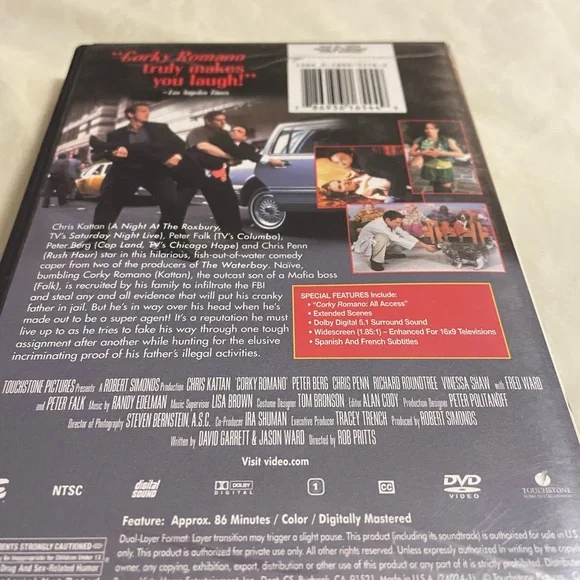 "Corky Romano
truly makes
you laugh!"
—Los Angeles Times
Chris Kattan (A Night At The Roxbury,
TV's Saturday Night Live), Peter Falk (TV's Columbo),
Peter Berg (Cop Land, TV's Chicago Hope) and Chris Penn
(Rush Hour) star in this hilarious, fish-out-of-water comedy
caper from two of the producers of The Waterboy. Naïve,
bumbling Corky Romano (Kattan), the outcast son of a Mafia boss
(Falk), is recruited by his family to infiltrate the FBI
and steal any and all evidence that will put his cranky
father in jail. But he's in way over his head when he's
made out to be a super agent! It's a reputation he must
live up to as he tries to fake his way through one tough
assignment after another while hunting for the elusive
incriminating proof of his father's illegal activities.
SPECIAL FEATURES Include:
• "Corky Romano: All Access"
• Extended Scenes
• Dolby Digital 5.1 Surround Sound
• Widescreen (1.85:1) – Enhanced For 16x9 Televisions
• Spanish And French Subtitles
TOUCHSTONE PICTURES Presents A ROBERT SIMONDS Production CHRIS KATTAN "CORKY ROMANO" PETER BERG CHRIS PENN RICHARD ROUNDTREE VINESSA SHAW with FRED WARD
and PETER FALK Music by RANDY EDELMAN Music Supervisor LISA BROWN Costume Designer TOM BRONSON Editor ALAN CODY Production Designer PETER POLITANOFF
Director of Photography STEVEN BERNSTEIN A.S.C. Co-Producer IRA SHUMAN Executive Producer TRACEY TRENCH Produced by ROBERT SIMONDS
Written by DAVID GARRETT & JASON WARD Directed by ROB PRITTS
Visit video.com
NTSC
digital
sound
DOLBY
DIGITAL
1
CC
DVD
VIDEO
TOUCHSTONE
Feature: Approx. 86 Minutes / Color / Digitally Mastered
Dual-Layer Format: Layer transition may trigger a slight pause. This product (including its soundtrack) is authorized for sale in U.S.
only. This product is authorized for private use only. All other rights reserved. Unless expressly authorized in writing by the copyright
owner, any copying, exhibition, export, distribution or other use of this product or any part of it is strictly prohibited.
STRONGLY CAUTIONED
Be Inappropriate for Children Under 13
Drug And Sex-Related Humor